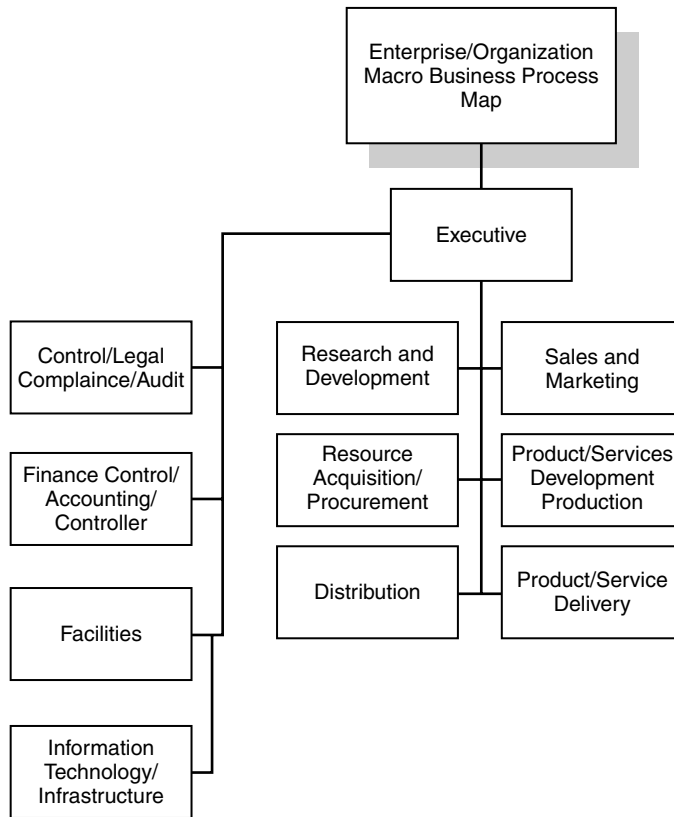 Enterprise/Organization
Macro Business Process
Map
Executive
Control/Legal
Complaince/Audit
Research and
Development
Sales and
Marketing
Finance Control/
Accounting/
Controller
Resource
Acquisition/
Procurement
Product/Services
Development
Production
Facilities
Distribution
Product/Service
Delivery
Information
Technology/
Infrastructure